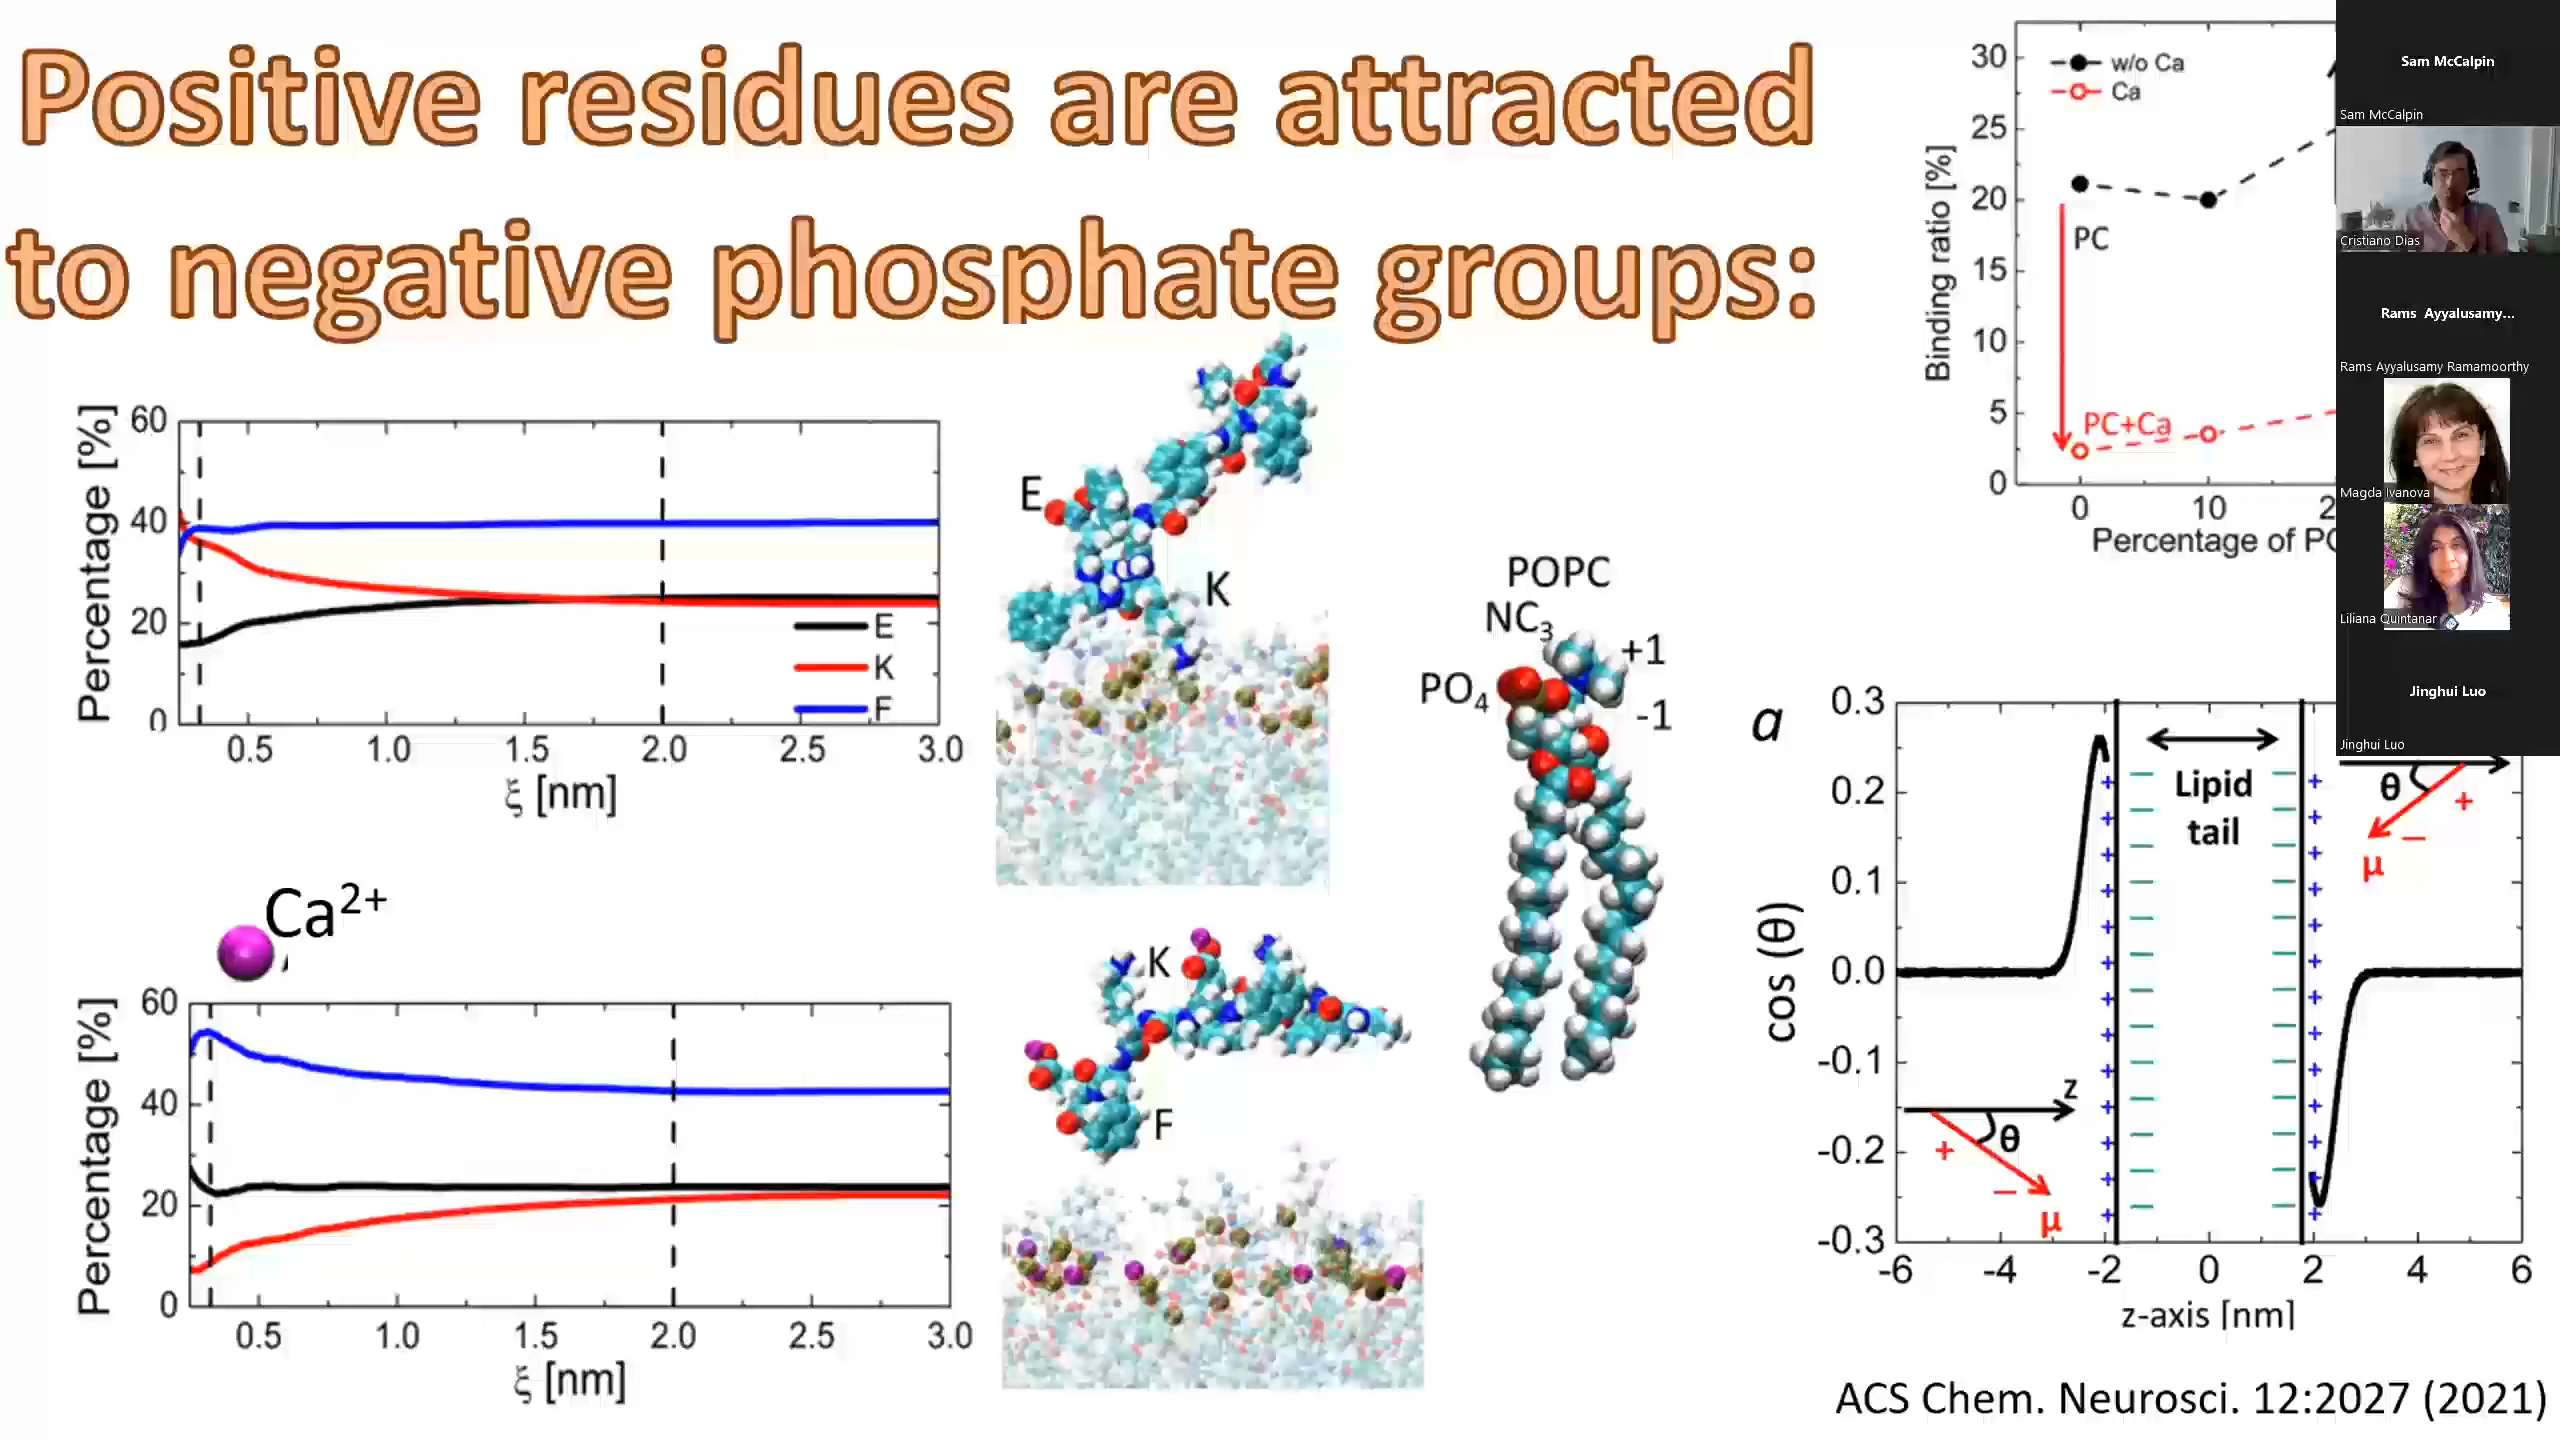 Positive residues are attracted
to negative phosphate groups:
60
40
20
0
Percentage [%]
E
K
F
0.5 1.0 1.5 2.0 2.5 3.0
ξ [nm]
E
K
Ca²⁺
60
40
20
0
Percentage [%]
0.5 1.0 1.5 2.0 2.5 3.0
ξ [nm]
K
F
POPC
NC₃
+1
PO₄
-1
30
25
20
15
10
5
0
Binding ratio [%]
w/o Ca
Ca
PC
PC+Ca
0 10
Percentage of
a
0.3
0.2
0.1
0.0
-0.1
-0.2
-0.3
cos (θ)
Lipid
tail
z
θ
+
−
μ
θ
+
−
μ
-6 -4 -2 0 2 4 6
z-axis [nm]
ACS Chem. Neurosci. 12:2027 (2021)
Sam McCalpin
Sam McCalpin
Cristiano Dias
Rams Ayyalusamy...
Rams Ayyalusamy Ramamoorthy
Magda Ivanova
Liliana Quintanar
Jinghui Luo
Jinghui Luo